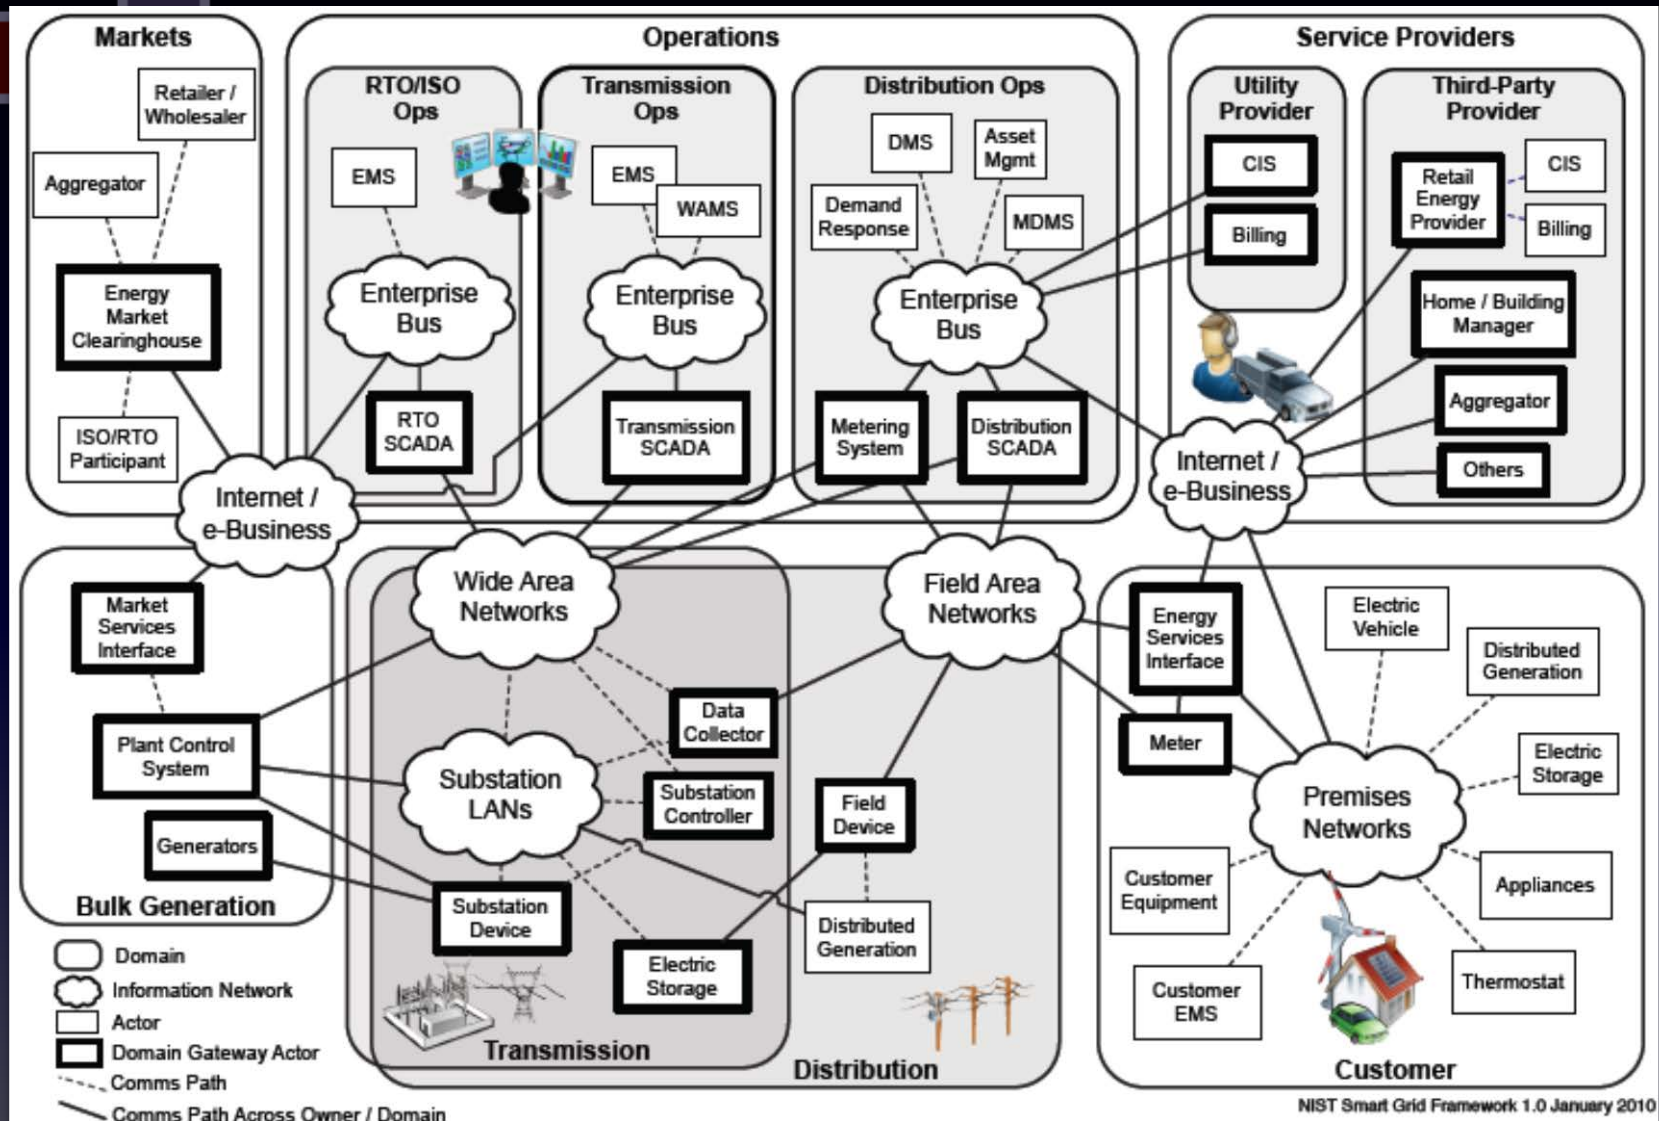 Markets
Retailer /
Wholesaler
Aggregator
Energy
Market
Clearinghouse
ISO/RTO
Participant
Internet /
e-Business
Operations
RTO/ISO
Ops
EMS
Enterprise
Bus
RTO
SCADA
Transmission
Ops
EMS
WAMS
Enterprise
Bus
Transmission
SCADA
Distribution Ops
DMS
Asset
Mgmt
Demand
Response
MDMS
Enterprise
Bus
Metering
System
Distribution
SCADA
Service Providers
Utility
Provider
CIS
Billing
Third-Party
Provider
Retail
Energy
Provider
CIS
Billing
Home / Building
Manager
Aggregator
Others
Internet /
e-Business
Market
Services
Interface
Plant Control
System
Generators
Bulk Generation
Wide Area
Networks
Field Area
Networks
Data
Collector
Substation
LANs
Substation
Controller
Field
Device
Substation
Device
Electric
Storage
Distributed
Generation
Transmission
Distribution
Energy
Services
Interface
Meter
Electric
Vehicle
Distributed
Generation
Electric
Storage
Premises
Networks
Customer
Equipment
Appliances
Customer
EMS
Thermostat
Customer
Domain
Information Network
Actor
Domain Gateway Actor
Comms Path
Comms Path Across Owner / Domain
NIST Smart Grid Framework 1.0 January 2010